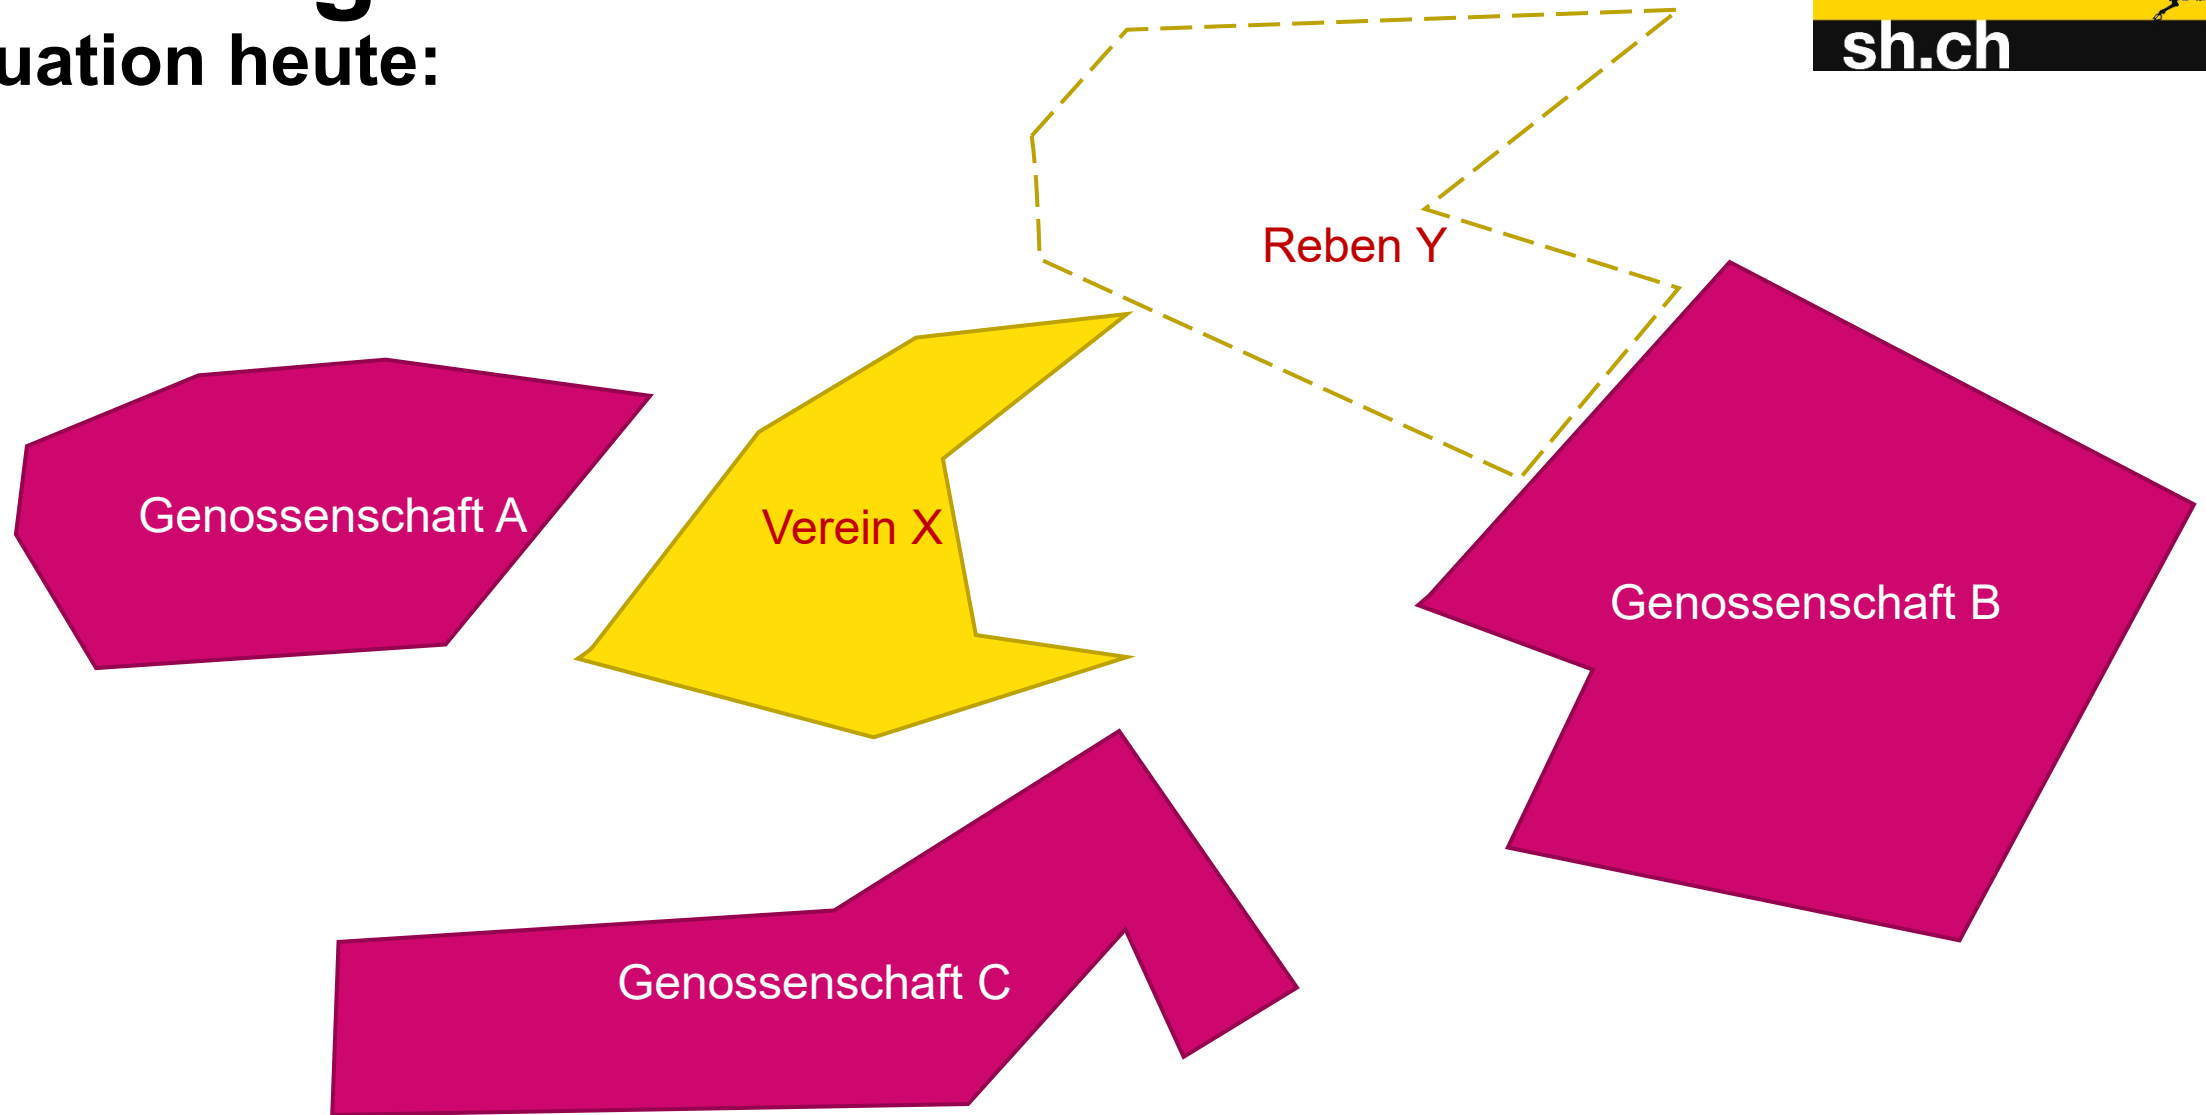 uation heute:
sh.ch
Reben Y
Genossenschaft A
Verein X
Genossenschaft B
Genossenschaft C